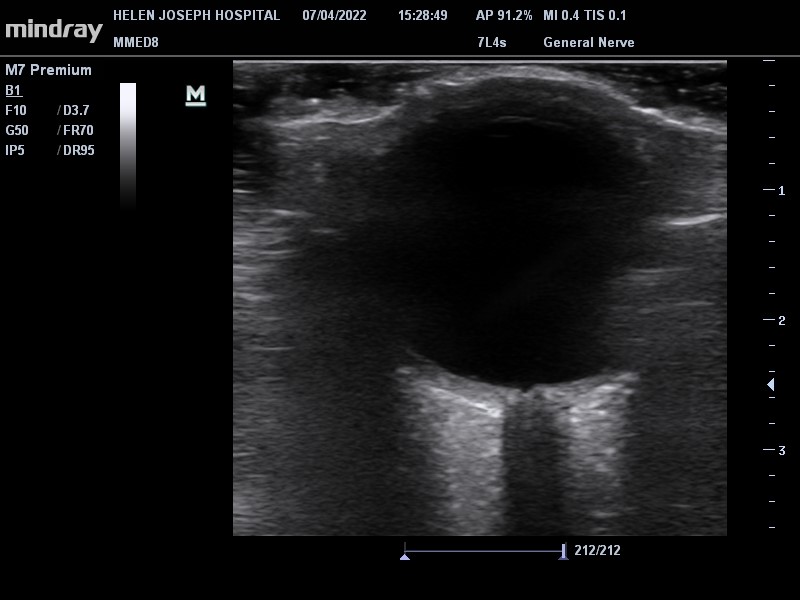 mindray
HELEN JOSEPH HOSPITAL 07/04/2022 15:28:49 AP 91.2% MI 0.4 TIS 0.1
MMED8 7L4s General Nerve
M7 Premium
B1
F10 / D3.7
G50 / FR70
IP5 / DR95
M
1
2
3
212/212